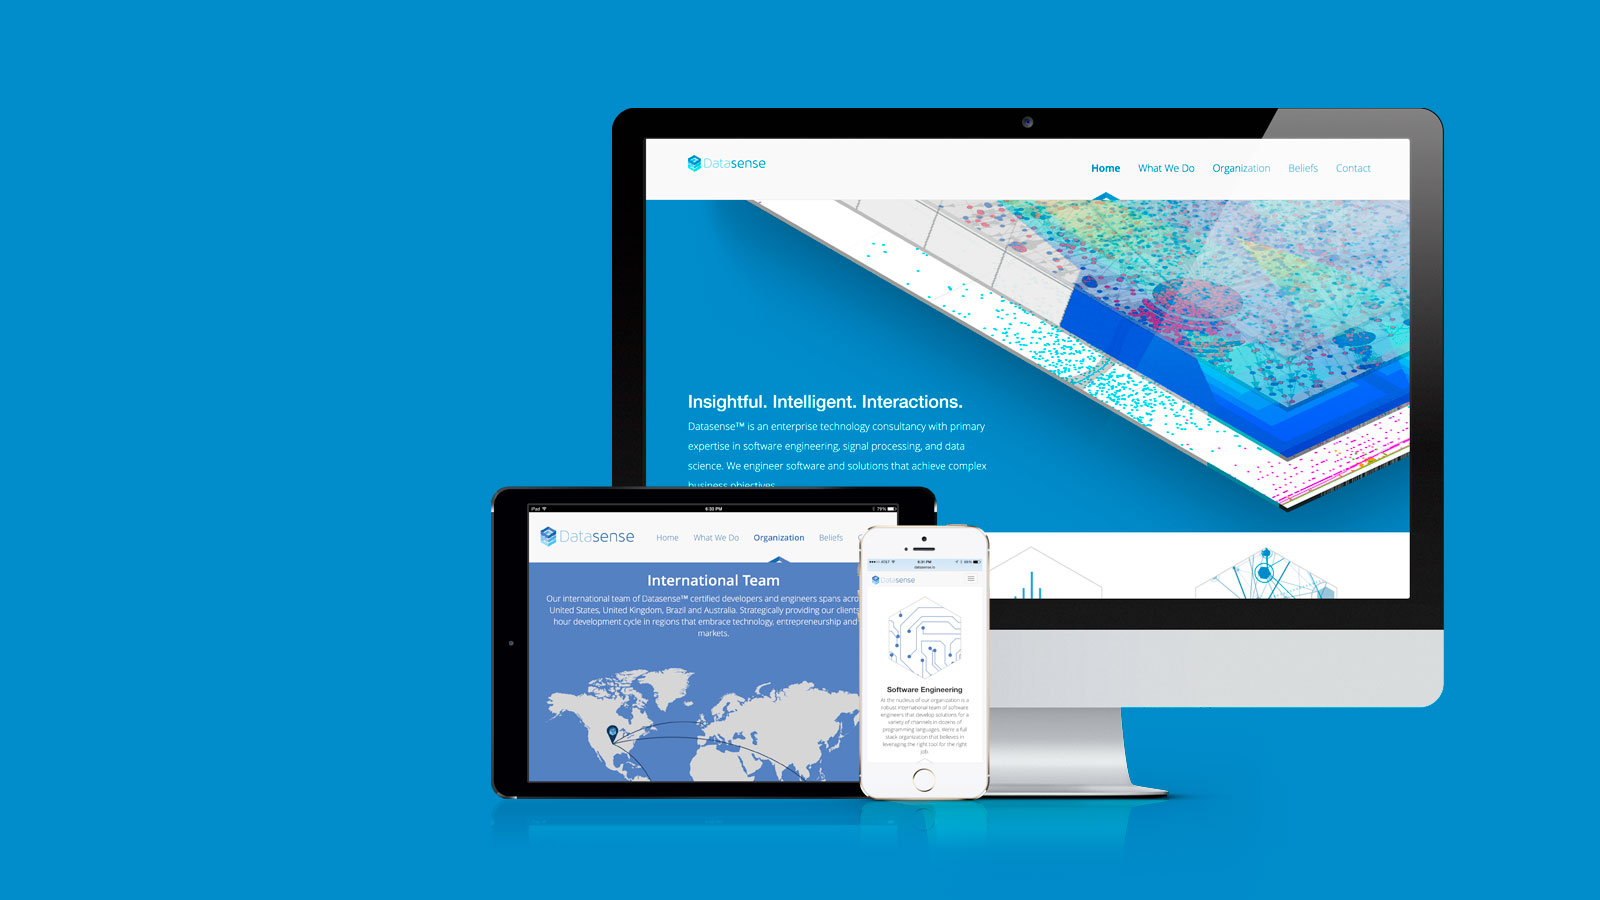 Datasense
Home What We Do Organization Beliefs Contact
Insightful. Intelligent. Interactions.
Datasense™ is an enterprise technology consultancy with primary
expertise in software engineering, signal processing, and data
science. We engineer software and solutions that achieve complex
business objectives
iPad 6:33 PM 79%
Datasense
Home What We Do Organization Beliefs
International Team
Our international team of Datasense™ certified developers and engineers spans
United States, United Kingdom, Brazil and Australia. Strategically providing our clients
hour development cycle in regions that embrace technology, entrepreneurship and
markets.
AT&T 6:31 PM 86%
datasense.io
Datasense
Software Engineering
At the nucleus of our organization is a
robust international team of software
engineers that develop solutions for a
variety of channels in dozens of
programming languages. We're a full
stack organization that believes in
leveraging the right tool for the right
job.